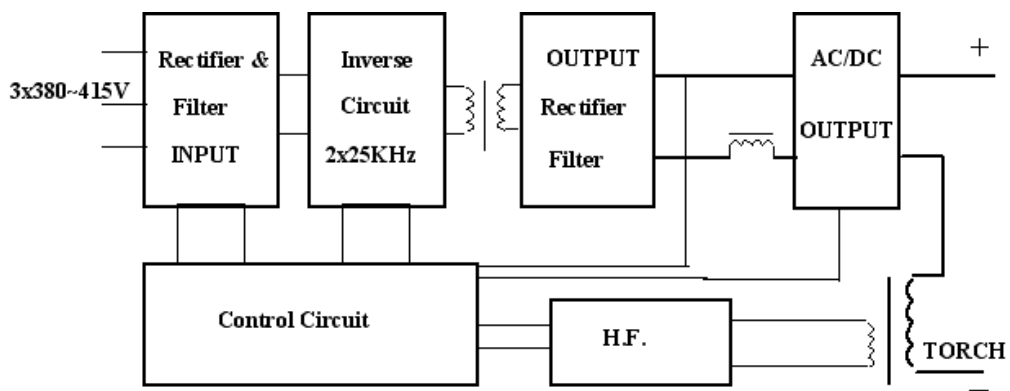 3x380~415V
Rectifier &
Filter
INPUT
Inverse
Circuit
2x25KHz
OUTPUT
Rectifier
Filter
AC/DC
OUTPUT
+
Control Circuit
H.F.
TORCH
−